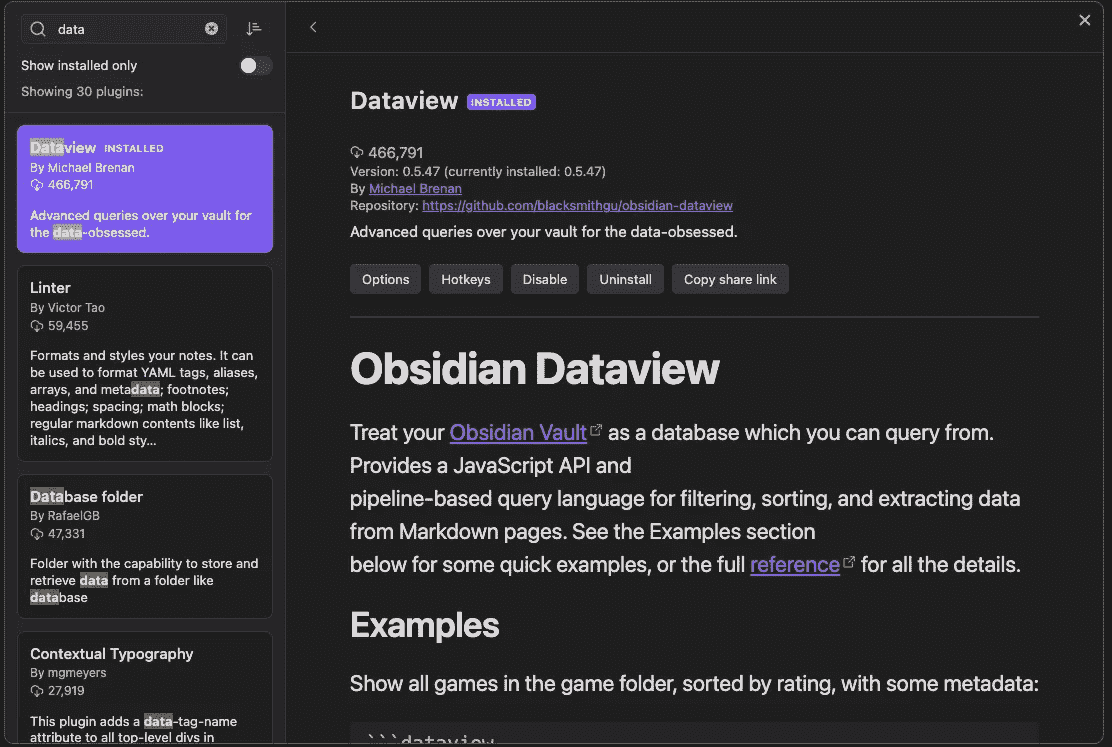 data
Show installed only
Showing 30 plugins:
Dataview INSTALLED
By Michael Brenan
466,791
Advanced queries over your vault for
the data-obsessed.
Linter
By Victor Tao
59,455
Formats and styles your notes. It can
be used to format YAML tags, aliases,
arrays, and metadata; footnotes;
headings; spacing; math blocks;
regular markdown contents like list,
italics, and bold sty...
Database folder
By RafaelGB
47,331
Folder with the capability to store and
retrieve data from a folder like
database
Contextual Typography
By mgmeyers
27,919
This plugin adds a data-tag-name
attribute to all top-level divs in
Dataview INSTALLED
466,791
Version: 0.5.47 (currently installed: 0.5.47)
By Michael Brenan
Repository: https://github.com/blacksmithgu/obsidian-dataview
Advanced queries over your vault for the data-obsessed.
Options Hotkeys Disable Uninstall Copy share link
Obsidian Dataview
Treat your Obsidian Vault as a database which you can query from.
Provides a JavaScript API and
pipeline-based query language for filtering, sorting, and extracting data
from Markdown pages. See the Examples section
below for some quick examples, or the full reference for all the details.
Examples
Show all games in the game folder, sorted by rating, with some metadata:
```dataview